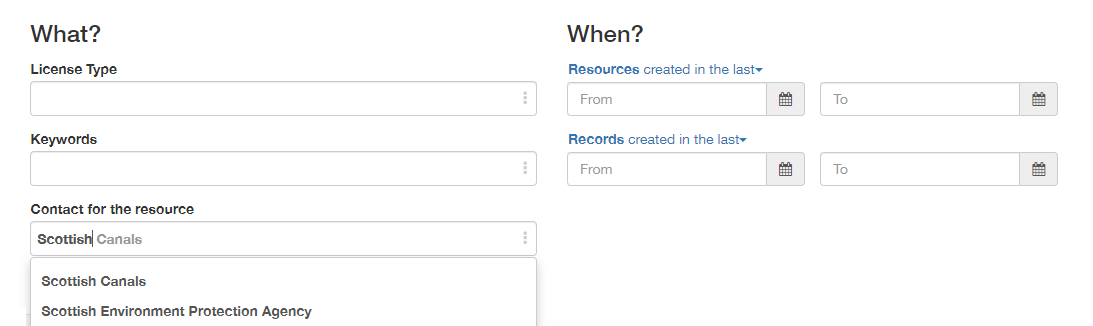 What?
License Type
Keywords
Contact for the resource
Scottish Canals
Scottish Canals
Scottish Environment Protection Agency
When?
Resources created in the last
From To
Records created in the last
From To